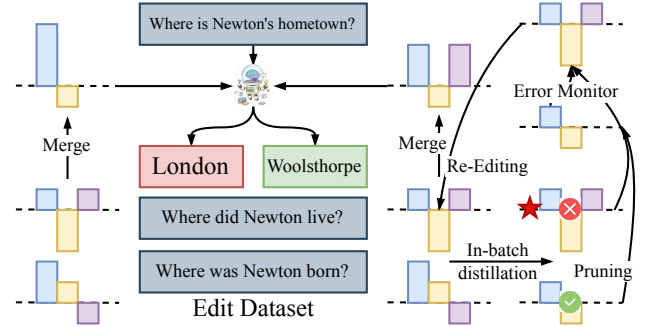 Where is Newton's hometown?
Error Monitor
Merge
Merge
London
Woolsthorpe
Re-Editing
Where did Newton live?
In-batch
distillation
Where was Newton born?
Pruning
Edit Dataset